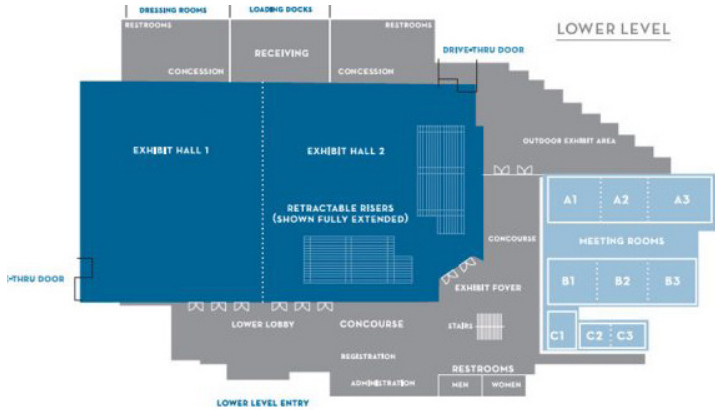 DRESSING ROOMS
LOADING DOCKS
LOWER LEVEL
RESTROOMS
RESTROOMS
RECEIVING
DRIVE-THRU DOOR
CONCESSION
CONCESSION
OUTDOOR EXHIBIT AREA
EXHIBIT HALL 1
EXHIBIT HALL 2
RETRACTABLE RISERS
(SHOWN FULLY EXTENDED)
A1
A2
A3
CONCOURSE
MEETING ROOMS
E-THRU DOOR
EXHIBIT FOYER
B1
B2
B3
LOWER LOBBY
CONCOURSE
STAIRS
C1
C2
C3
REGISTRATION
RESTROOMS
ADMINISTRATION
MEN
WOMEN
LOWER LEVEL ENTRY